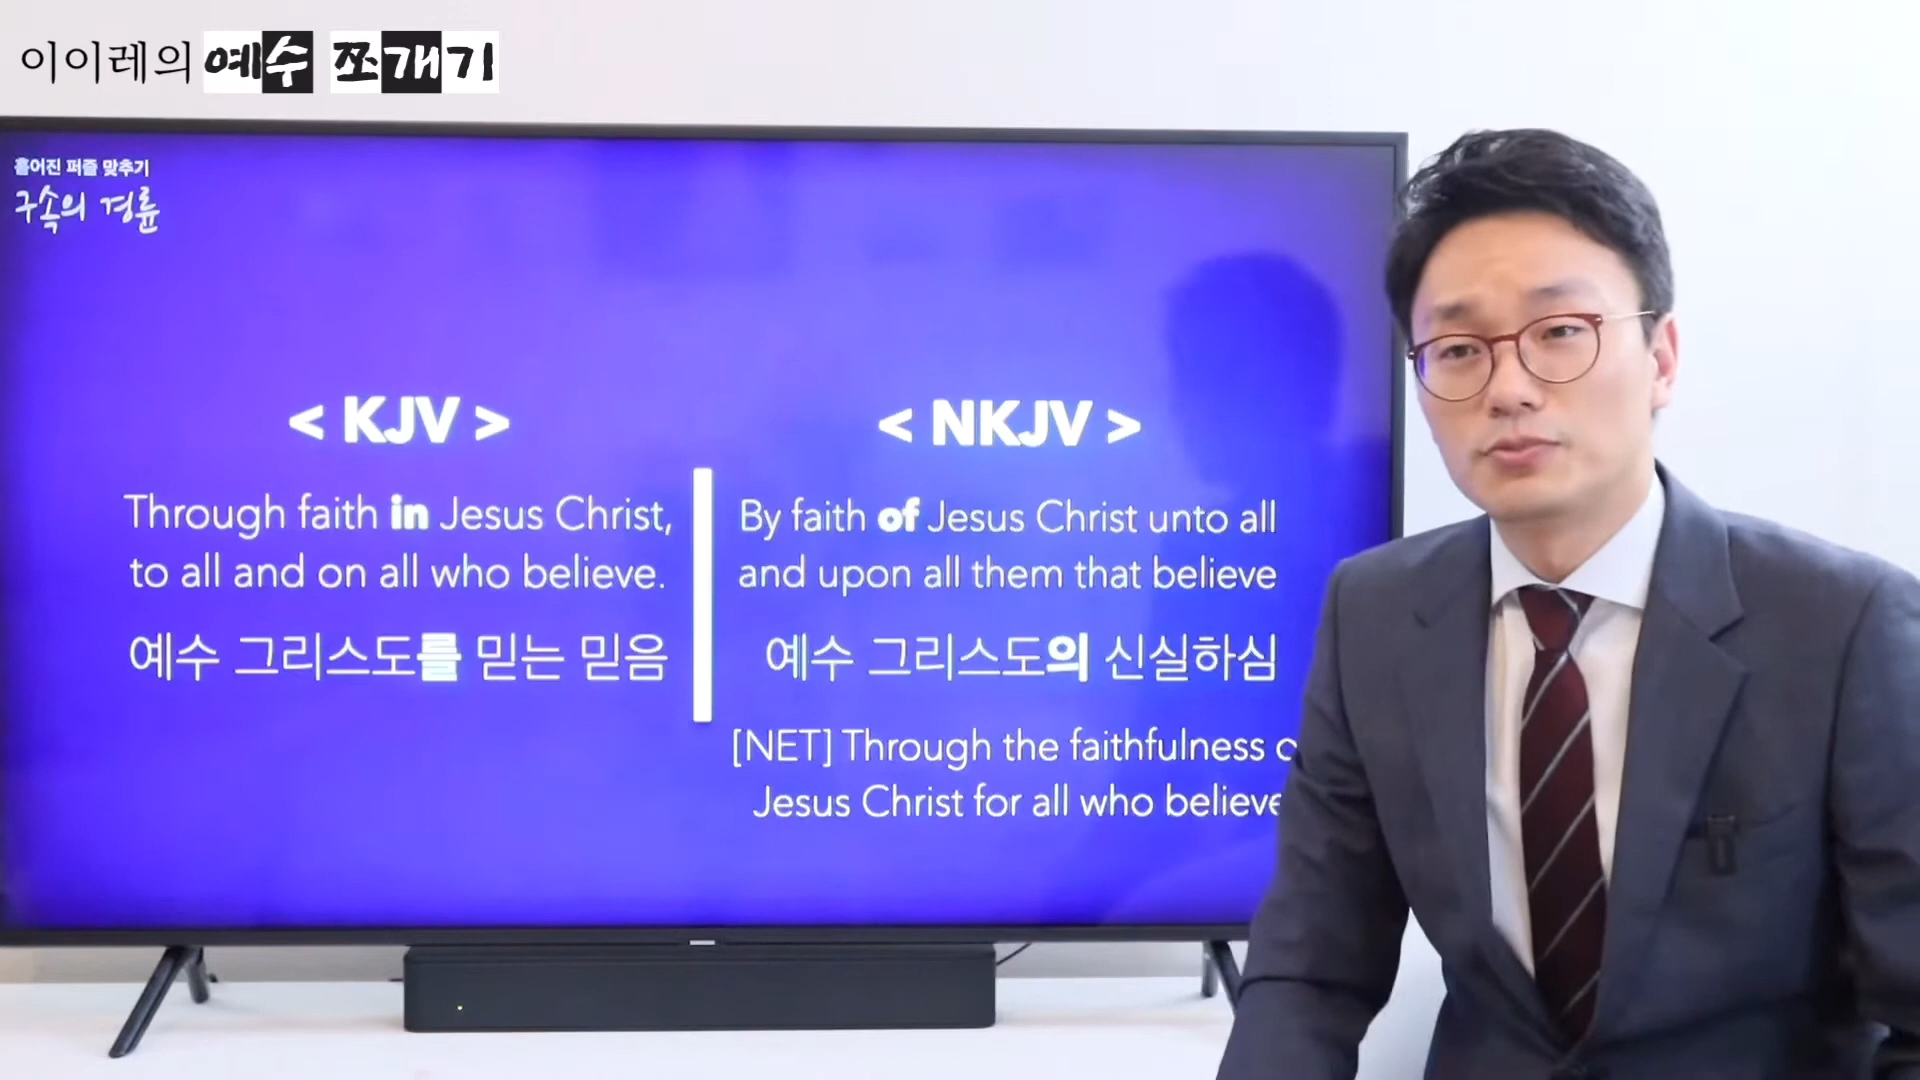 이이레의 예수 쪼개기
흩어진 퍼즐 맞추기
구속의 경륜
< KJV >
Through faith in Jesus Christ,
to all and on all who believe.
예수 그리스도를 믿는 믿음
< NKJV >
By faith of Jesus Christ unto all
and upon all them that believe
예수 그리스도의 신실하심
[NET] Through the faithfulness
Jesus Christ for all who believe